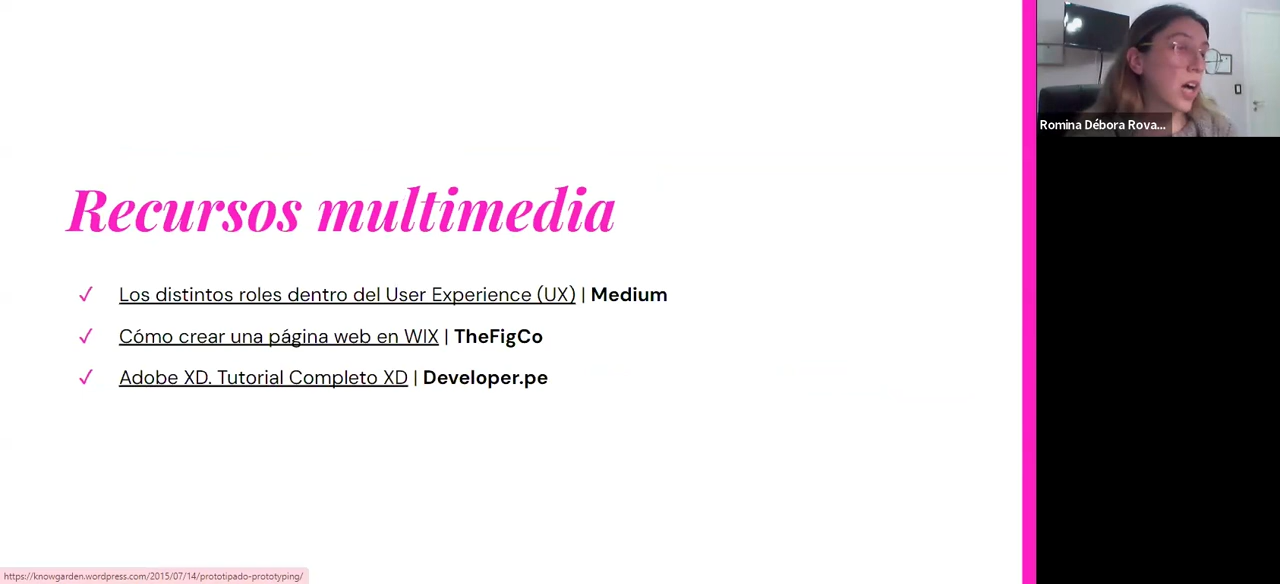 Romina Débora Rova...
Recursos multimedia
✓ Los distintos roles dentro del User Experience (UX) | Medium
✓ Cómo crear una página web en WIX | TheFigCo
✓ Adobe XD. Tutorial Completo XD | Developer.pe
https://knowgarden.wordpress.com/2015/07/14/prototipado-prototyping/